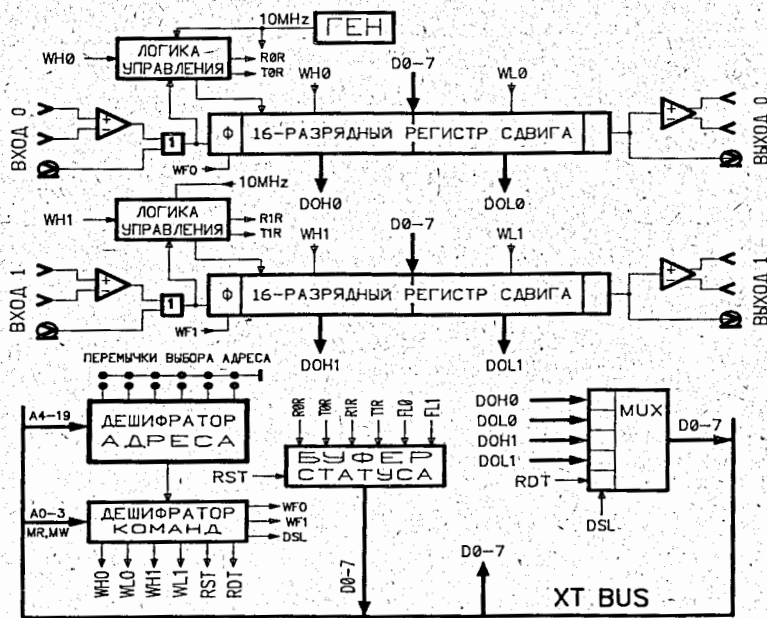 10MHz
ГЕН
ЛОГИКА
УПРАВЛЕНИЯ
WH0
R0R
T0R
WH0
D0-7
WL0
ВХОД 0
+
-
1
Ф
16-РАЗРЯДНЫЙ РЕГИСТР СДВИГА
ВЫХОД 0
WF0
DOH0
DOL0
10MHz
ЛОГИКА
УПРАВЛЕНИЯ
WH1
R1R
T1R
WH1
D0-7
WL1
ВХОД 1
+
-
1
Ф
16-РАЗРЯДНЫЙ РЕГИСТР СДВИГА
ВЫХОД 1
WF1
DOH1
DOL1
ПЕРЕМЫЧКИ ВЫБОРА АДРЕСА
A4-19
ДЕШИФРАТОР
АДРЕСА
R0R
T0R
R1R
T1R
FL0
FL1
БУФЕР
СТАТУСА
RST
DOH0
DOL0
DOH1
DOL1
RDT
MUX
D0-7
DSL
A0-3
MR,MW
ДЕШИФРАТОР
КОМАНД
WF0
WF1
DSL
WH0
WL0
WH1
WL1
RST
RDT
D0-7
D0-7
XT BUS